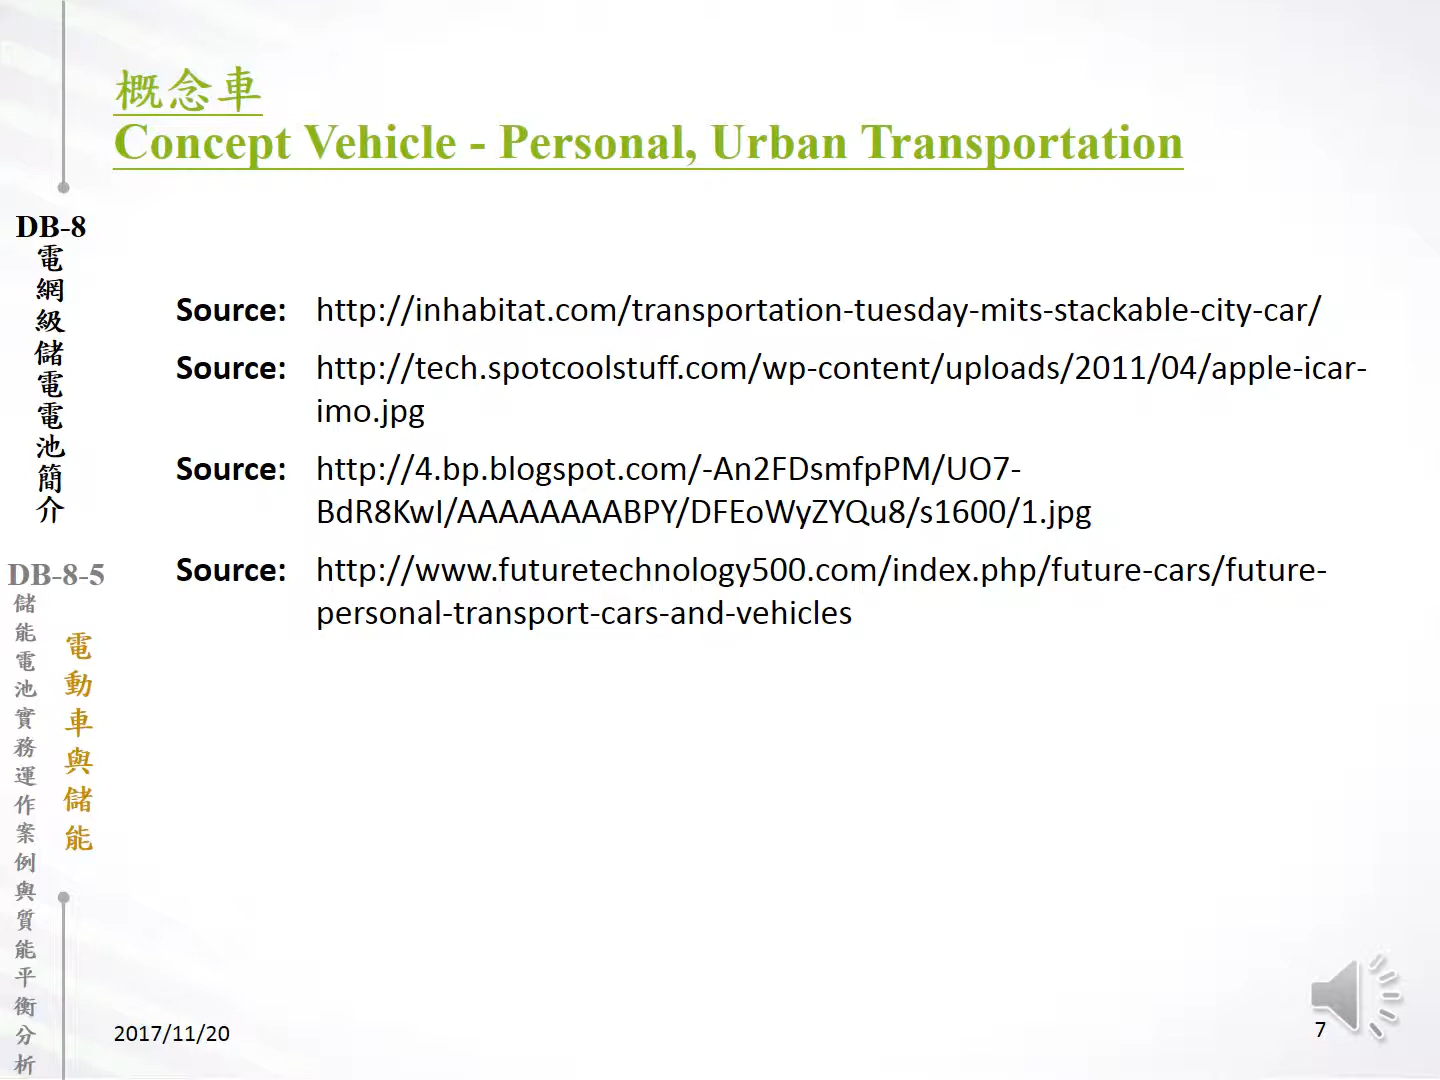 概念車
Concept Vehicle - Personal, Urban Transportation
DB-8
電網級儲電電池簡介
DB-8-5
儲能電池實務運作案例與質能平衡分析
電動車與儲能
Source: http://inhabitat.com/transportation-tuesday-mits-stackable-city-car/
Source: http://tech.spotcoolstuff.com/wp-content/uploads/2011/04/apple-icar-
imo.jpg
Source: http://4.bp.blogspot.com/-An2FDsmfpPM/UO7-
BdR8KwI/AAAAAAAABPY/DFEoWyZYQu8/s1600/1.jpg
Source: http://www.futuretechnology500.com/index.php/future-cars/future-
personal-transport-cars-and-vehicles
2017/11/20
7